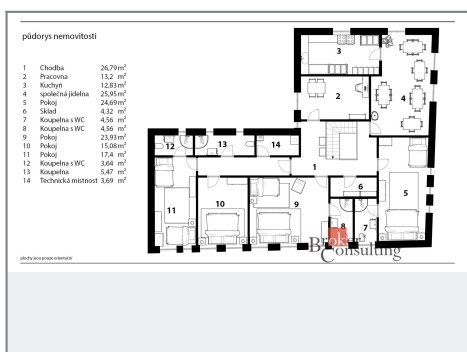 půdorys nemovitosti
1 Chodba 26,79 m²
2 Pracovna 13,2 m²
3 Kuchyň 12,83 m²
4 společná jídelna 25,95 m²
5 Pokoj 24,69 m²
6 Sklad 4,32 m²
7 Koupelna s WC 4,56 m²
8 Koupelna s WC 4,56 m²
9 Pokoj 23,93 m²
10 Pokoj 15,08 m²
11 Pokoj 17,4 m²
12 Koupelna s WC 3,64 m²
13 Koupelna 5,47 m²
14 Technická místnost 3,69 m²
3
2
4
12
13
14
1
6
5
11
10
9
8
7
Broker
Consulting
plochy jsou pouze orientační